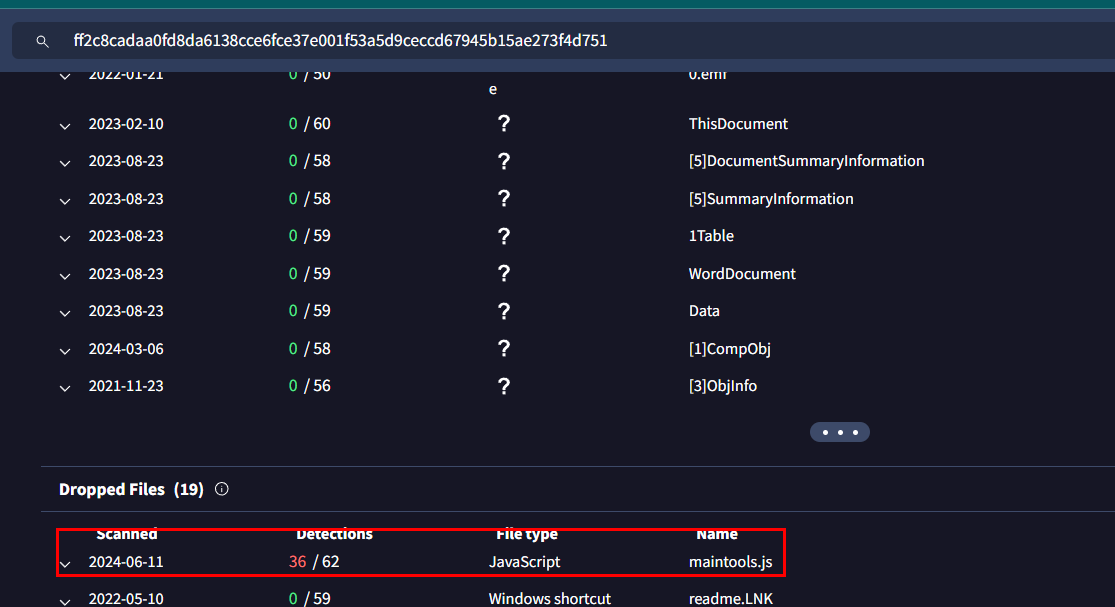 ff2c8cadaa0fd8da6138cce6fce37e001f53a5d9ceccd67945b15ae273f4d751
2022-01-21 0 / 50 0.emf
e
2023-02-10 0 / 60 ? ThisDocument
2023-08-23 0 / 58 ? [5]DocumentSummaryInformation
2023-08-23 0 / 58 ? [5]SummaryInformation
2023-08-23 0 / 59 ? 1Table
2023-08-23 0 / 59 ? WordDocument
2023-08-23 0 / 59 ? Data
2024-03-06 0 / 58 ? [1]CompObj
2021-11-23 0 / 56 ? [3]ObjInfo
Dropped Files (19)
Scanned Detections File type Name
2024-06-11 36 / 62 JavaScript maintools.js
2022-05-10 0 / 59 Windows shortcut readme.LNK